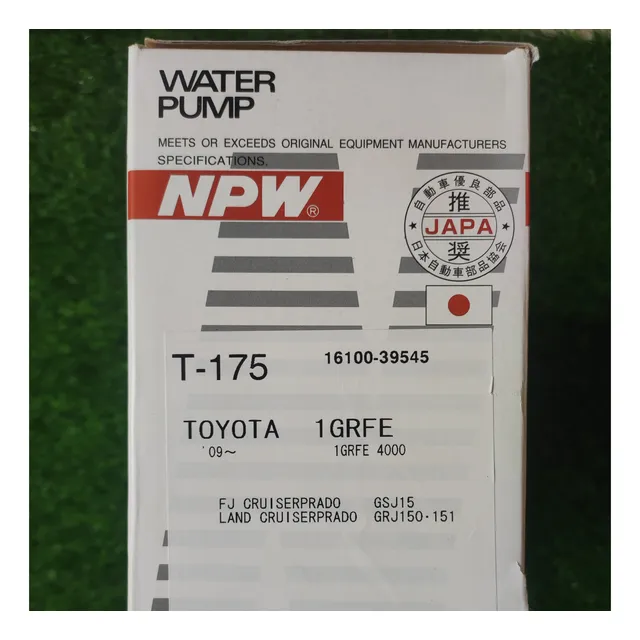 WATER
PUMP
MEETS OR EXCEEDS ORIGINAL EQUIPMENT MANUFACTURERS
SPECIFICATIONS.
NPW®
自動車優良部品
推
★ JAPA ★
奨
日本自動車部品協会
T-175 16100-39545
TOYOTA 1GRFE
'09～ 1GRFE 4000
FJ CRUISERPRADO GSJ15
LAND CRUISERPRADO GRJ150·151